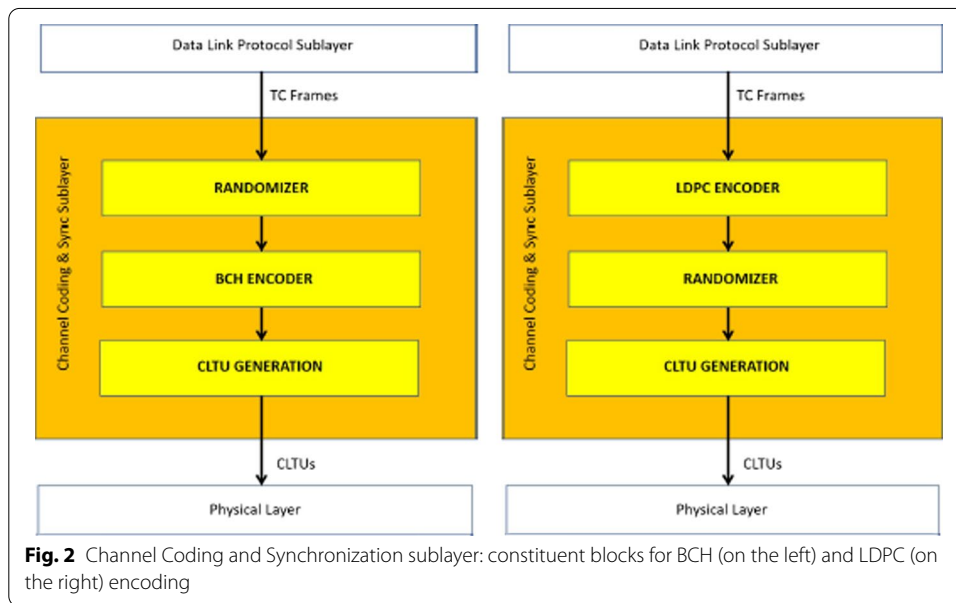 Data Link Protocol Sublayer
TC Frames
Channel Coding & Sync Sublayer
RANDOMIZER
BCH ENCODER
CLTU GENERATION
CLTUs
Physical Layer
Data Link Protocol Sublayer
TC Frames
Channel Coding & Sync Sublayer
LDPC ENCODER
RANDOMIZER
CLTU GENERATION
CLTUs
Physical Layer
Fig. 2 Channel Coding and Synchronization sublayer: constituent blocks for BCH (on the left) and LDPC (on
the right) encoding